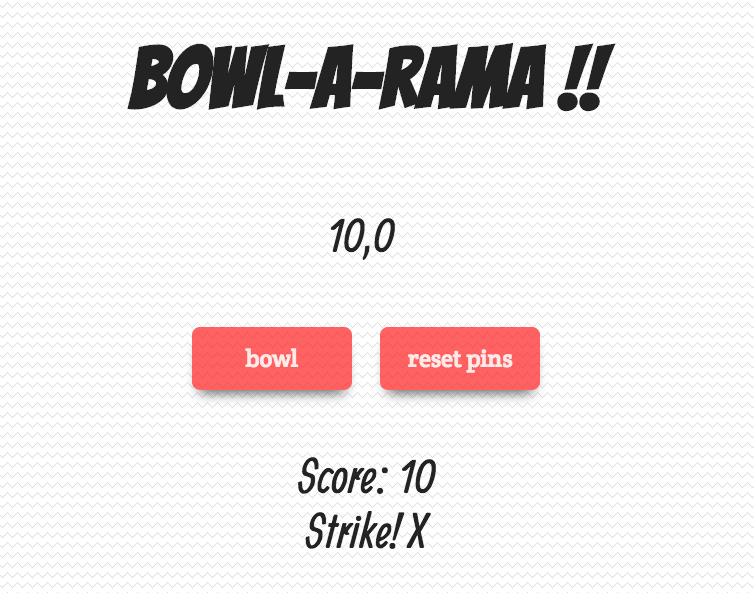 BOWL-A-RAMA !!
10,0
bowl
reset pins
Score: 10
Strike! X